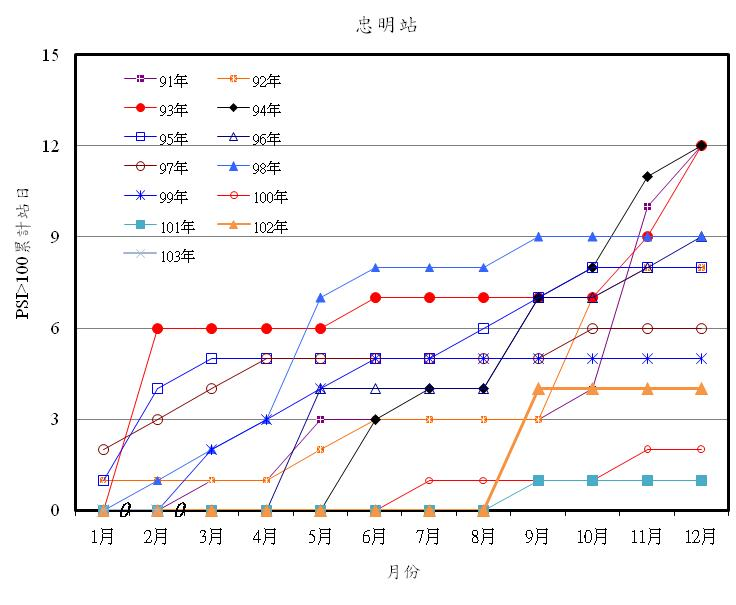 忠明站
15
12
9
6
3
0
PSI>100累計站日
91年 92年
93年 94年
95年 96年
97年 98年
99年 100年
101年 102年
103年
0 0
1月 2月 3月 4月 5月 6月 7月 8月 9月 10月 11月 12月
月份